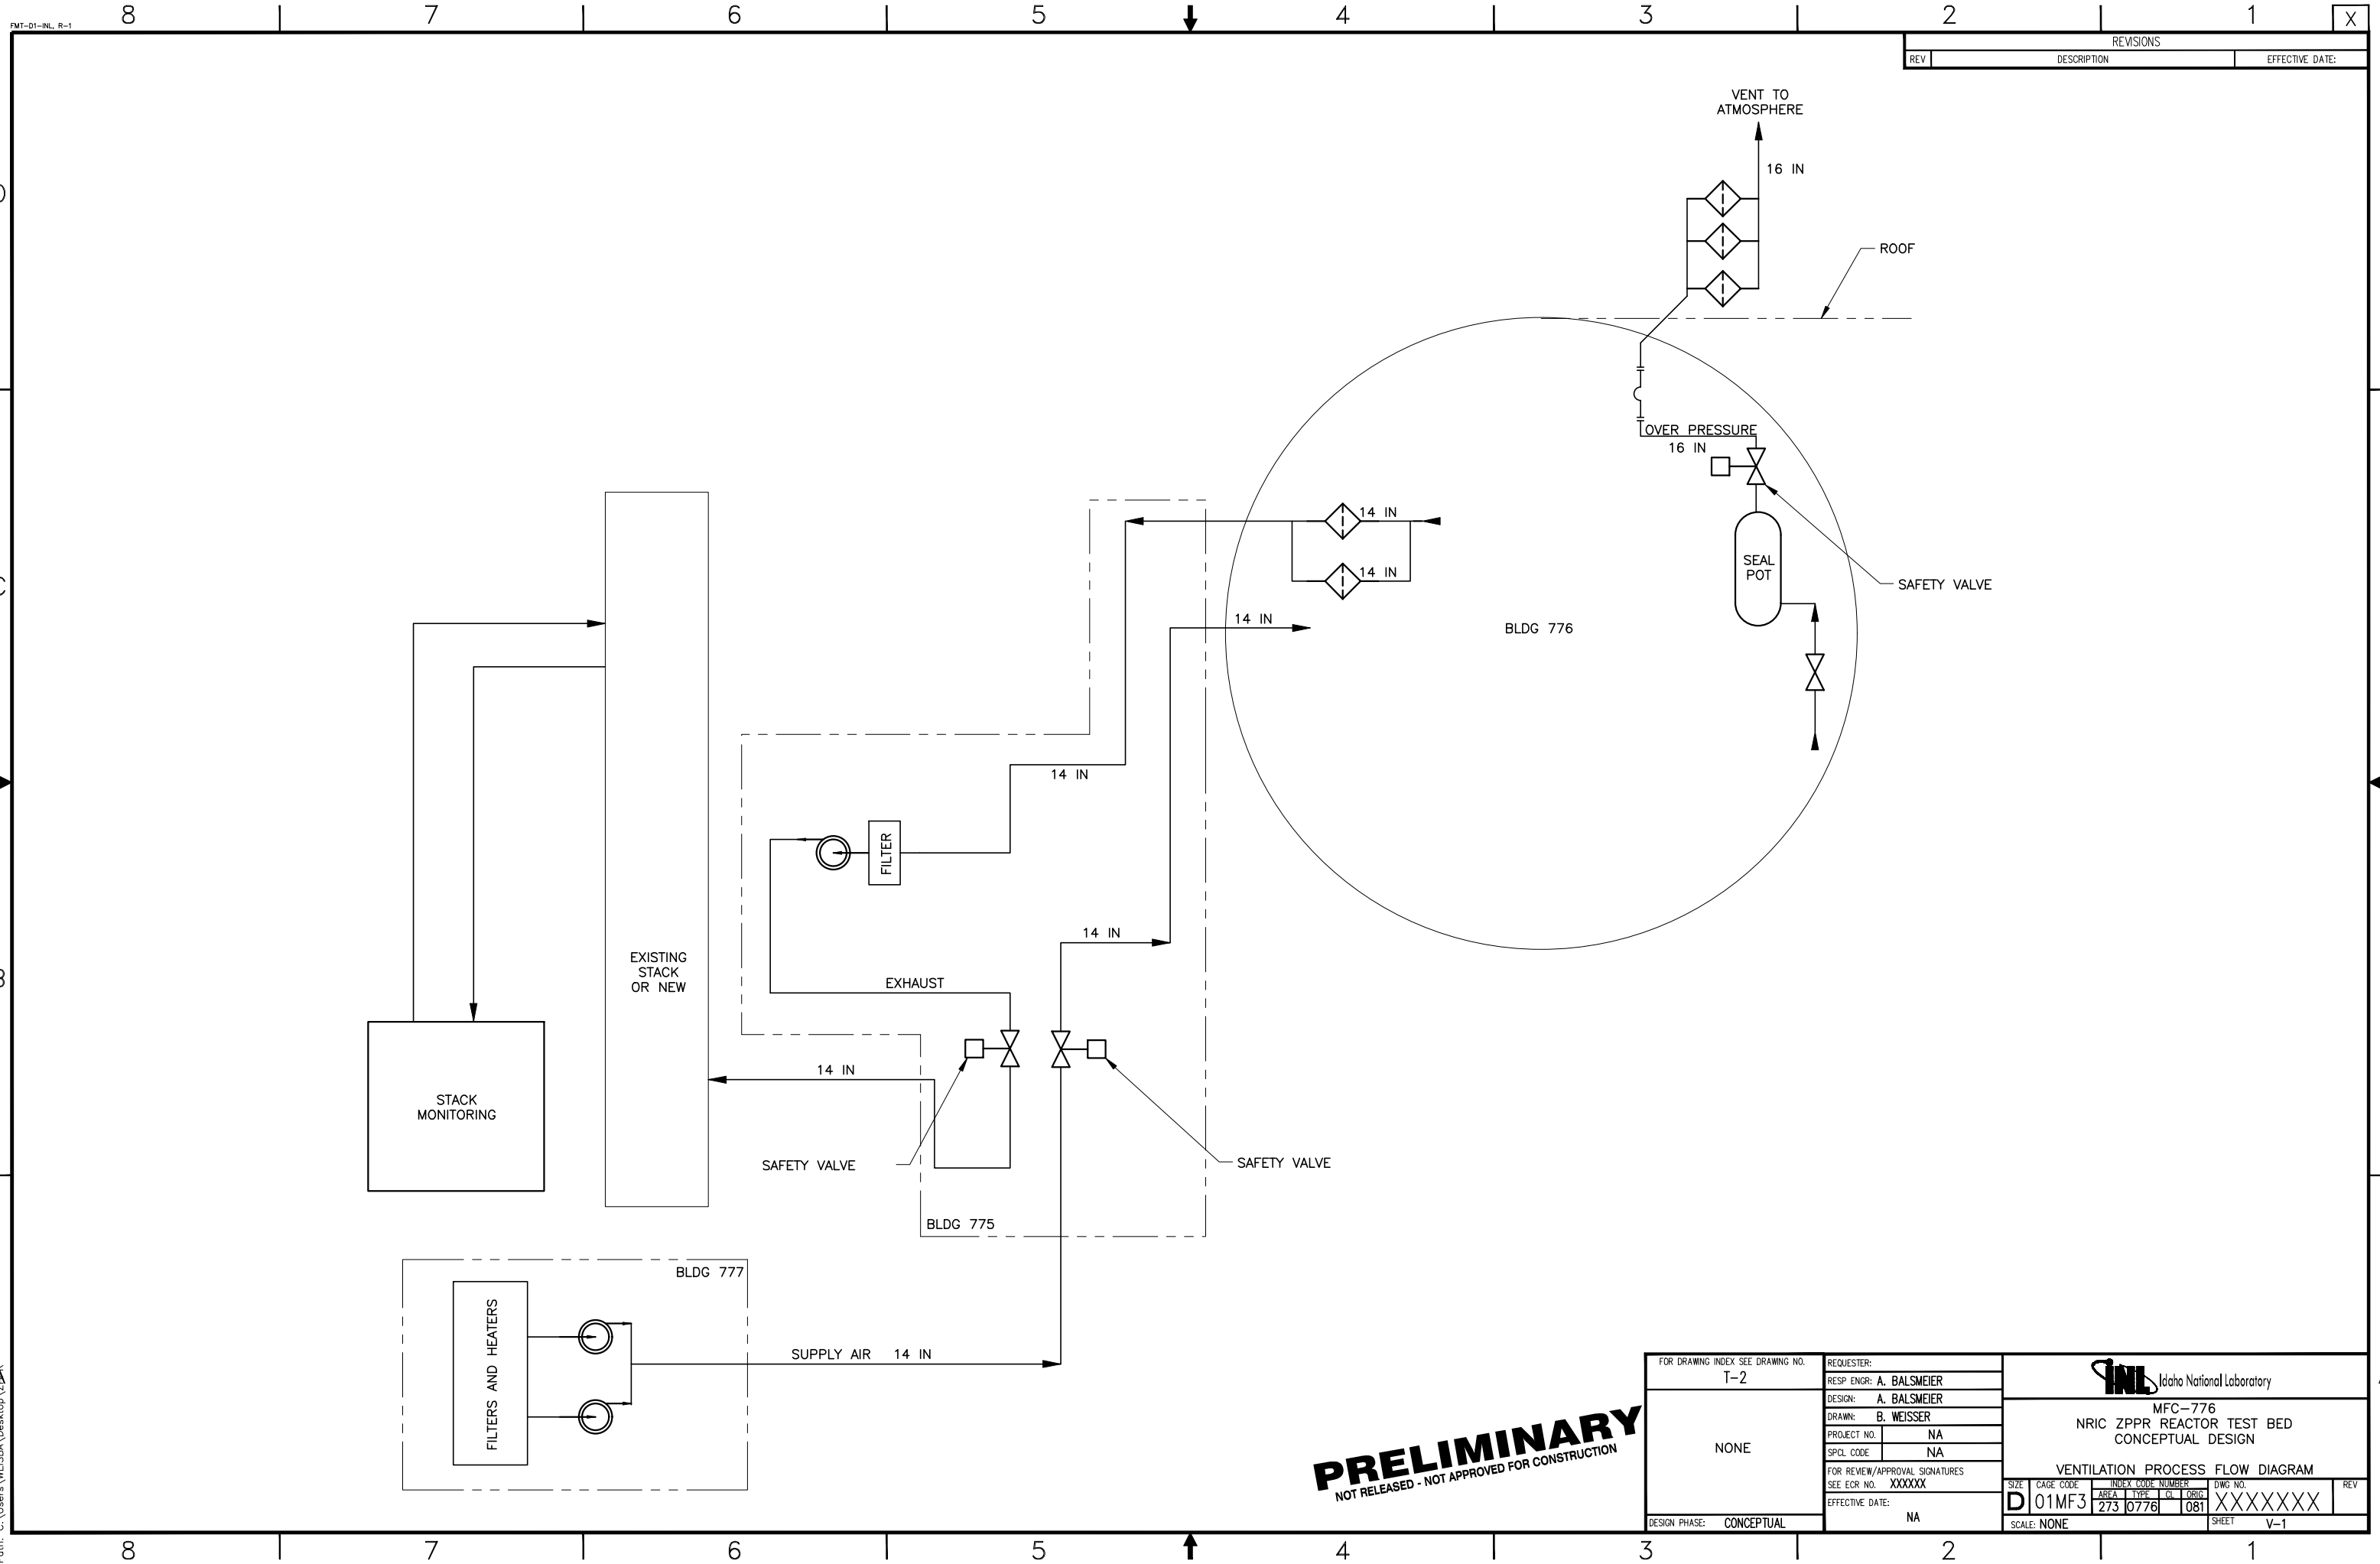 FMT-D1-INL, R-1
8 7 6 5 4 3 2 1 X
REVISIONS
REV DESCRIPTION EFFECTIVE DATE:
VENT TO
ATMOSPHERE
16 IN
ROOF
OVER PRESSURE
16 IN
SEAL
POT
SAFETY VALVE
14 IN
14 IN
14 IN
BLDG 776
14 IN
FILTER
14 IN
EXHAUST
EXISTING
STACK
OR NEW
14 IN
STACK
MONITORING
SAFETY VALVE
SAFETY VALVE
BLDG 775
BLDG 777
FILTERS AND HEATERS
SUPPLY AIR 14 IN
PRELIMINARY
NOT RELEASED - NOT APPROVED FOR CONSTRUCTION
FOR DRAWING INDEX SEE DRAWING NO.
T-2
NONE
DESIGN PHASE: CONCEPTUAL
REQUESTER:
RESP ENGR: A. BALSMEIER
DESIGN: A. BALSMEIER
DRAWN: B. WEISSER
PROJECT NO. NA
SPCL CODE NA
FOR REVIEW/APPROVAL SIGNATURES
SEE ECR NO. XXXXXX
EFFECTIVE DATE:
NA
INL Idaho National Laboratory
MFC-776
NRIC ZPPR REACTOR TEST BED
CONCEPTUAL DESIGN
VENTILATION PROCESS FLOW DIAGRAM
SIZE CAGE CODE INDEX CODE NUMBER DWG NO. REV
AREA TYPE CL ORIG
D 01MF3 273 0776 081 XXXXXXX
SCALE: NONE SHEET V-1
8 7 6 5 4 3 2 1